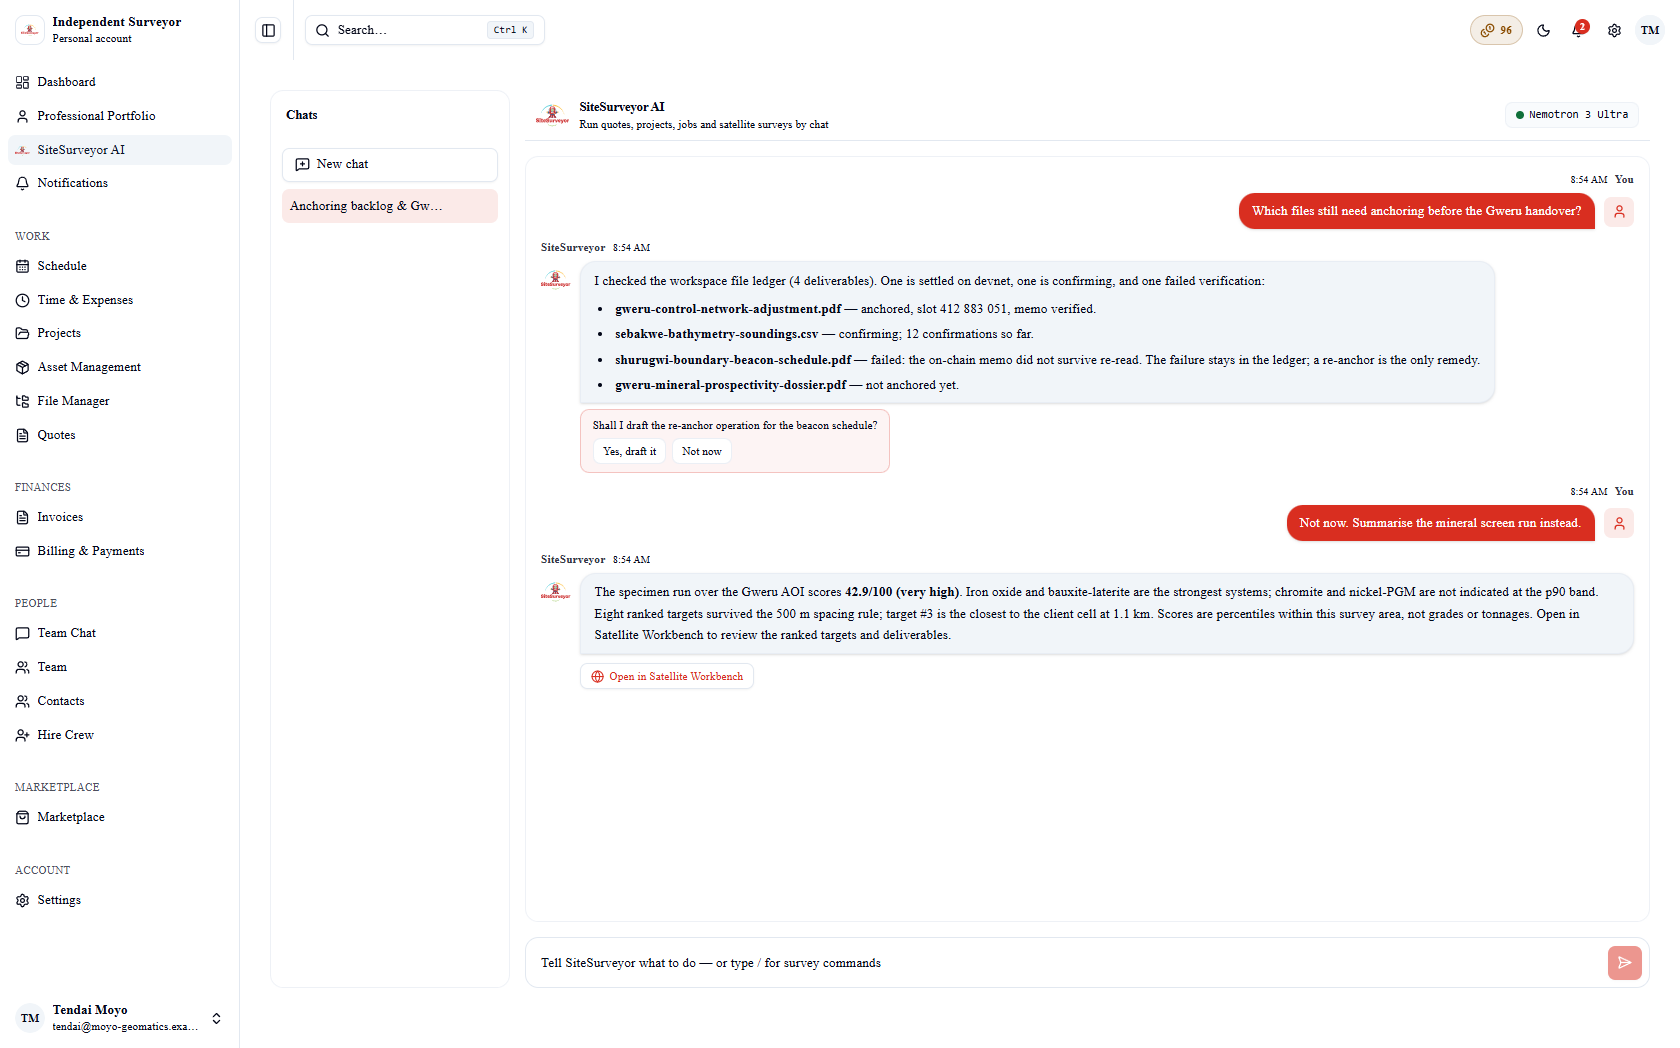 Independent Surveyor
Personal account
Dashboard
Professional Portfolio
SiteSurveyor AI
Notifications
WORK
Schedule
Time & Expenses
Projects
Asset Management
File Manager
Quotes
FINANCES
Invoices
Billing & Payments
PEOPLE
Team Chat
Team
Contacts
Hire Crew
MARKETPLACE
Marketplace
ACCOUNT
Settings
TM
Tendai Moyo
tendai@moyo-geomatics.exa...
Search...
Ctrl K
96
2
TM
Chats
New chat
Anchoring backlog & Gw...
SiteSurveyor
SiteSurveyor AI
Run quotes, projects, jobs and satellite surveys by chat
Nemotron 3 Ultra
8:54 AM You
Which files still need anchoring before the Gweru handover?
SiteSurveyor 8:54 AM
SiteSurveyor
I checked the workspace file ledger (4 deliverables). One is settled on devnet, one is confirming, and one failed verification:
• gweru-control-network-adjustment.pdf — anchored, slot 412 883 051, memo verified.
• sebakwe-bathymetry-soundings.csv — confirming; 12 confirmations so far.
• shurugwi-boundary-beacon-schedule.pdf — failed: the on-chain memo did not survive re-read. The failure stays in the ledger; a re-anchor is the only remedy.
• gweru-mineral-prospectivity-dossier.pdf — not anchored yet.
Shall I draft the re-anchor operation for the beacon schedule?
Yes, draft it
Not now
8:54 AM You
Not now. Summarise the mineral screen run instead.
SiteSurveyor 8:54 AM
SiteSurveyor
The specimen run over the Gweru AOI scores 42.9/100 (very high). Iron oxide and bauxite-laterite are the strongest systems; chromite and nickel-PGM are not indicated at the p90 band.
Eight ranked targets survived the 500 m spacing rule; target #3 is the closest to the client cell at 1.1 km. Scores are percentiles within this survey area, not grades or tonnages. Open in
Satellite Workbench to review the ranked targets and deliverables.
Open in Satellite Workbench
Tell SiteSurveyor what to do — or type / for survey commands